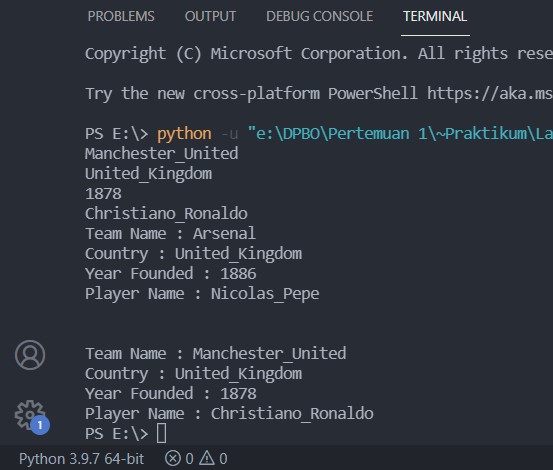 PROBLEMS OUTPUT DEBUG CONSOLE TERMINAL
Copyright (C) Microsoft Corporation. All rights rese
Try the new cross-platform PowerShell https://aka.ms
PS E:\> python -u "e:\DPBO\Pertemuan 1\~Praktikum\La
Manchester_United
United_Kingdom
1878
Christiano_Ronaldo
Team Name : Arsenal
Country : United_Kingdom
Year Founded : 1886
Player Name : Nicolas_Pepe
Team Name : Manchester_United
Country : United_Kingdom
Year Founded : 1878
Player Name : Christiano_Ronaldo
PS E:\>
1
Python 3.9.7 64-bit 0 0